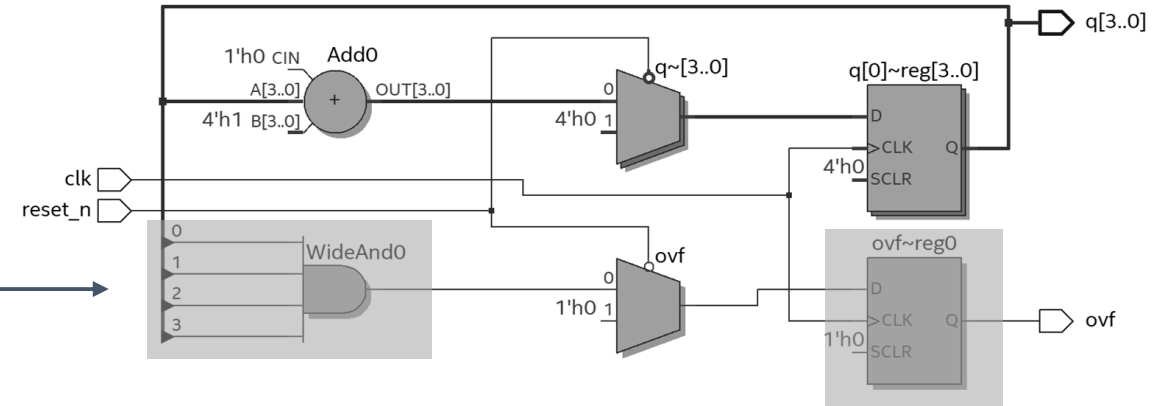 q[3..0]
1'h0 CIN
Add0
A[3..0]
+
OUT[3..0]
4'h1 B[3..0]
q~[3..0]
0
4'h0 1
q[0]~reg[3..0]
D
CLK
Q
4'h0
SCLR
clk
reset_n
0
1
2
3
WideAnd0
ovf
0
1'h0 1
ovf~reg0
D
CLK
Q
1'h0
SCLR
ovf